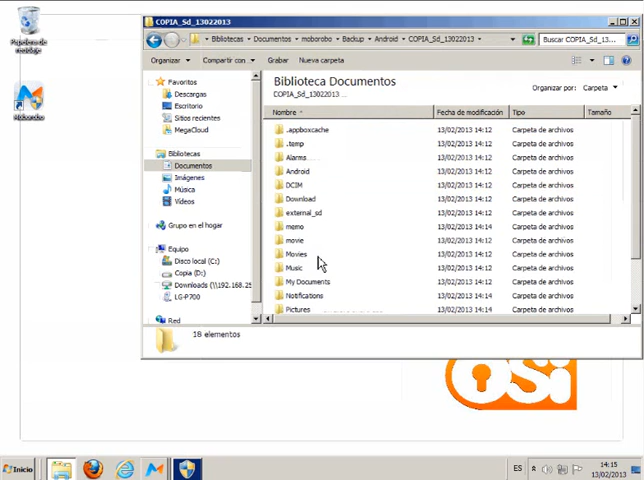 Papelera de
reciclaje
Moborobo
COPIA_Sd_13022013
Bibliotecas
Documentos
moborobo
Backup
Android
COPIA_Sd_13022013
Buscar COPIA_Sd_13...
Organizar
Compartir con
Grabar
Nueva carpeta
Favoritos
Descargas
Escritorio
Sitios recientes
MegaCloud
Bibliotecas
Documentos
Imágenes
Música
Vídeos
Grupo en el hogar
Equipo
Disco local (C:)
Copia (D:)
Downloads (\\192.168.25
LG-P700
Red
Biblioteca Documentos
COPIA_Sd_13022013 ...
Organizar por:
Carpeta
Nombre
Fecha de modificación
Tipo
Tamaño
.appboxcache 13/02/2013 14:12 Carpeta de archivos
.temp 13/02/2013 14:12 Carpeta de archivos
Alarms 13/02/2013 14:12 Carpeta de archivos
Android 13/02/2013 14:12 Carpeta de archivos
DCIM 13/02/2013 14:12 Carpeta de archivos
Download 13/02/2013 14:12 Carpeta de archivos
external_sd 13/02/2013 14:12 Carpeta de archivos
memo 13/02/2013 14:14 Carpeta de archivos
movie 13/02/2013 14:12 Carpeta de archivos
Movies 13/02/2013 14:12 Carpeta de archivos
Music 13/02/2013 14:12 Carpeta de archivos
My Documents 13/02/2013 14:12 Carpeta de archivos
Notifications 13/02/2013 14:14 Carpeta de archivos
Pictures 13/02/2013 14:14 Carpeta de archivos
18 elementos
OSi
Inicio
ES
14:15
13/02/2013